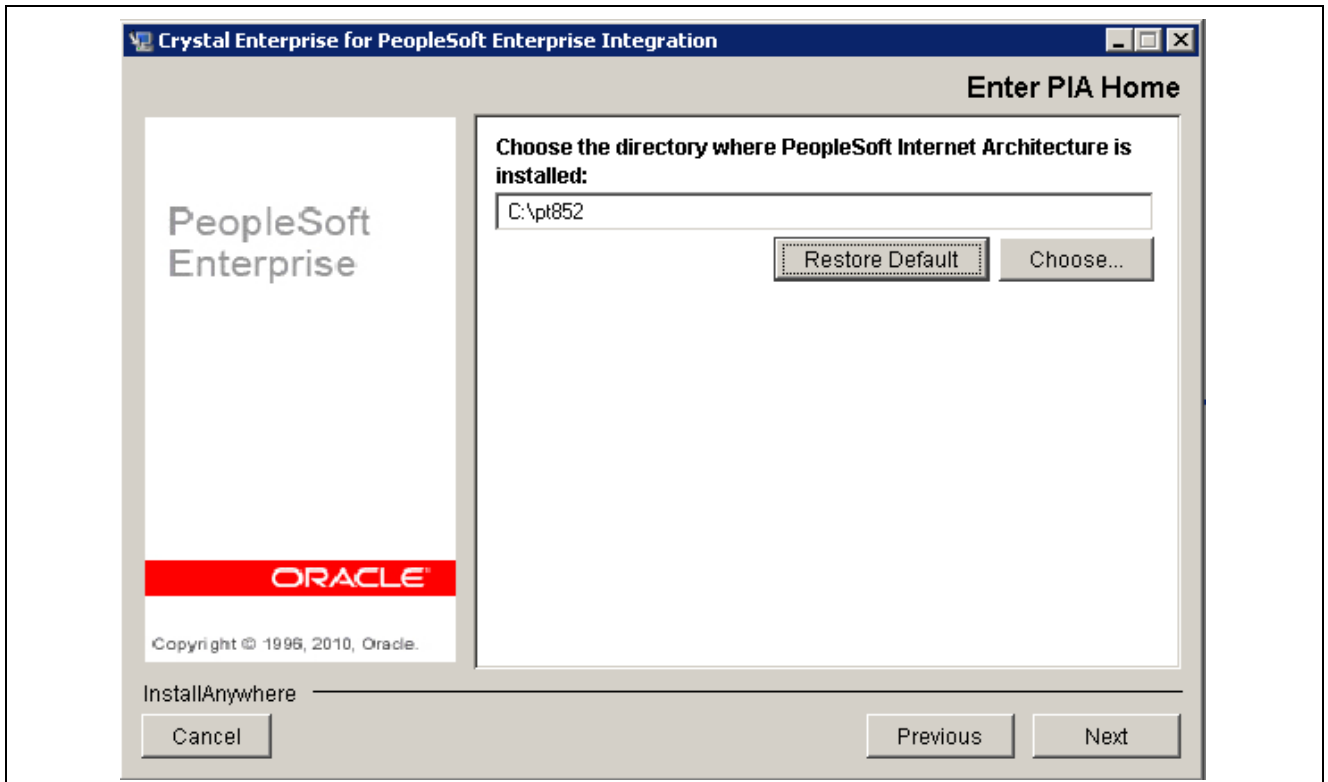 Crystal Enterprise for PeopleSoft Enterprise Integration
Enter PIA Home
Choose the directory where PeopleSoft Internet Architecture is
installed:
C:\pt852
Restore Default
Choose...
PeopleSoft
Enterprise
ORACLE
Copyright © 1996, 2010, Oracle.
InstallAnywhere
Cancel
Previous
Next